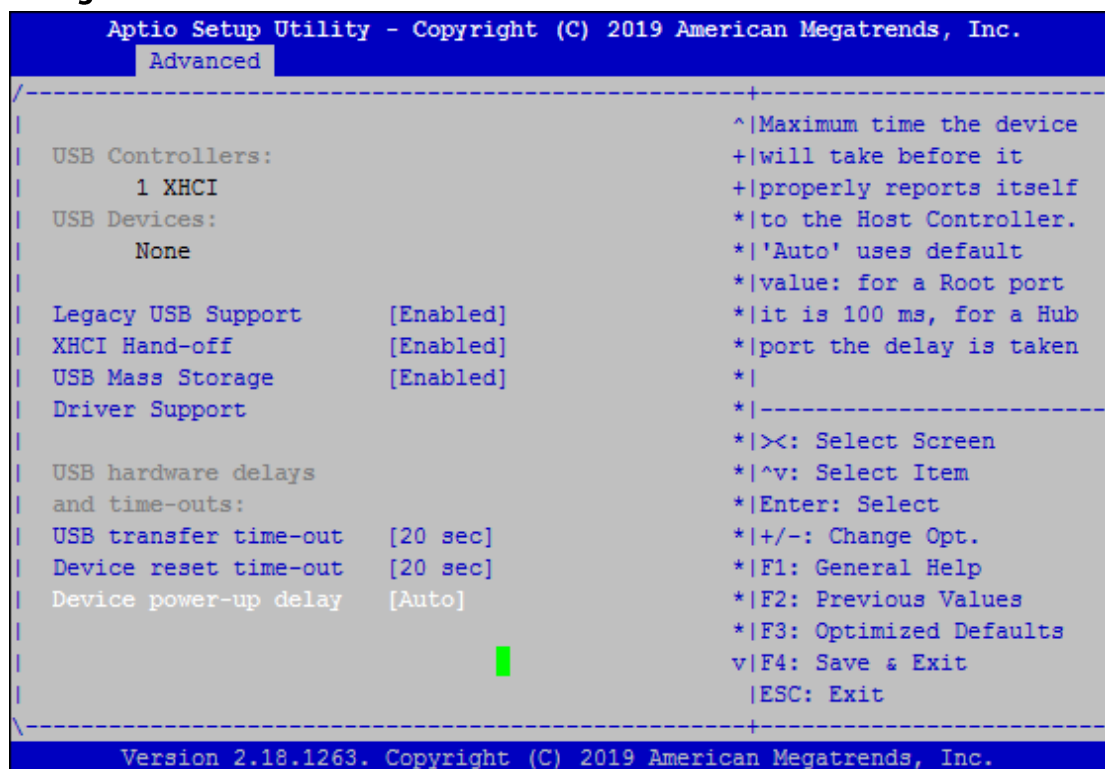 Aptio Setup Utility - Copyright (C) 2019 American Megatrends, Inc.
Advanced
/----------------------------------------------------+-------------------------
| ^|Maximum time the device
| USB Controllers: +|will take before it
| 1 XHCI +|properly reports itself
| USB Devices: *|to the Host Controller.
| None *|'Auto' uses default
| *|value: for a Root port
| Legacy USB Support [Enabled] *|it is 100 ms, for a Hub
| XHCI Hand-off [Enabled] *|port the delay is taken
| USB Mass Storage [Enabled] *|
| Driver Support *|-------------------------
| *|><: Select Screen
| USB hardware delays *|^v: Select Item
| and time-outs: *|Enter: Select
| USB transfer time-out [20 sec] *|+/-: Change Opt.
| Device reset time-out [20 sec] *|F1: General Help
| Device power-up delay [Auto] *|F2: Previous Values
| *|F3: Optimized Defaults
| v|F4: Save & Exit
| |ESC: Exit
\----------------------------------------------------+-------------------------
Version 2.18.1263. Copyright (C) 2019 American Megatrends, Inc.